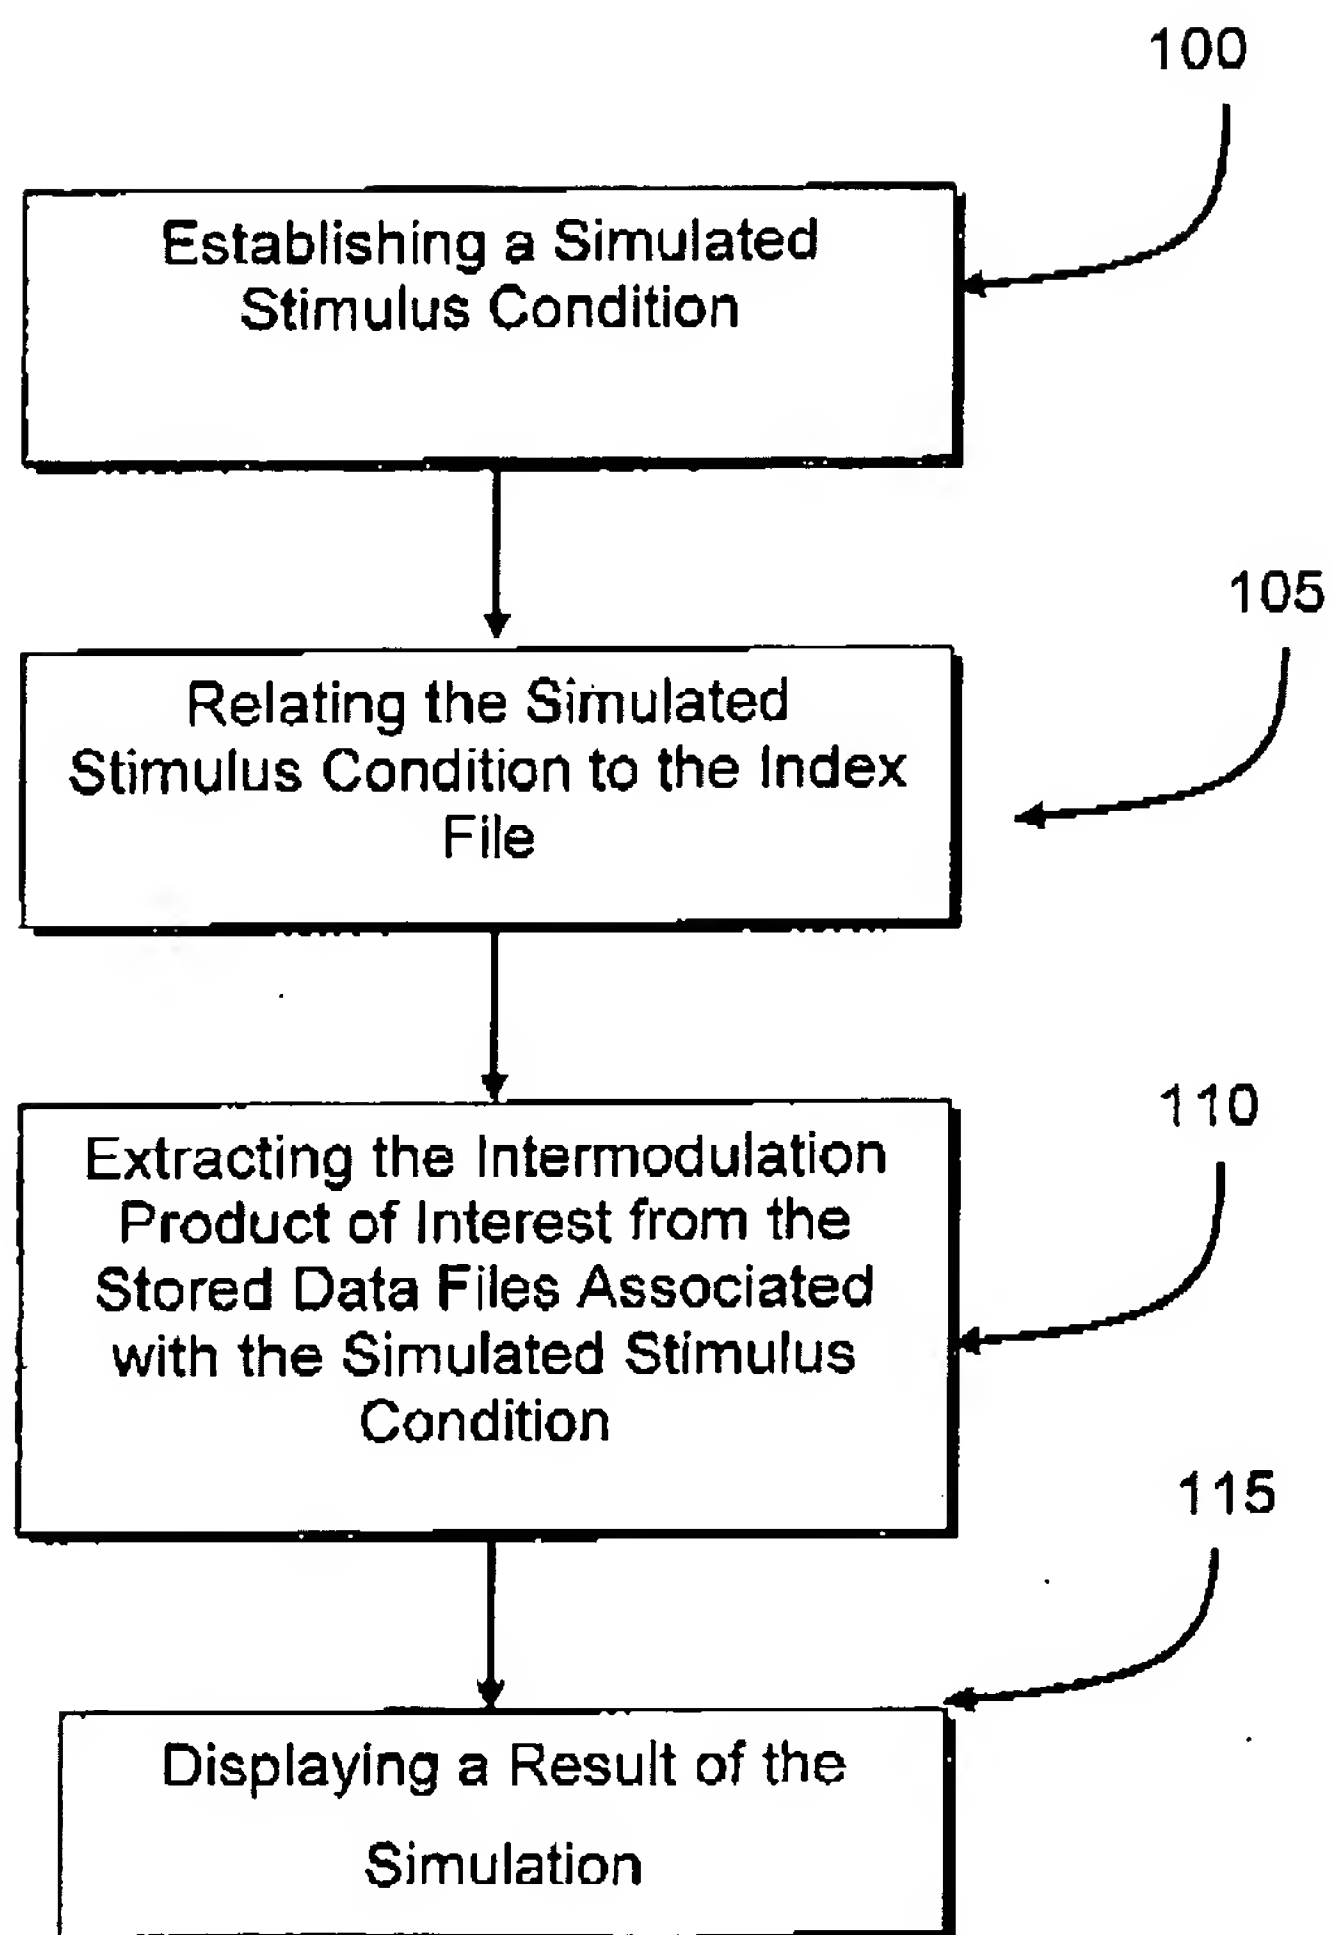 100
Establishing a Simulated
Stimulus Condition
105
Relating the Simulated
Stimulus Condition to the Index
File
110
Extracting the Intermodulation
Product of Interest from the
Stored Data Files Associated
with the Simulated Stimulus
Condition
115
Displaying a Result of the
Simulation